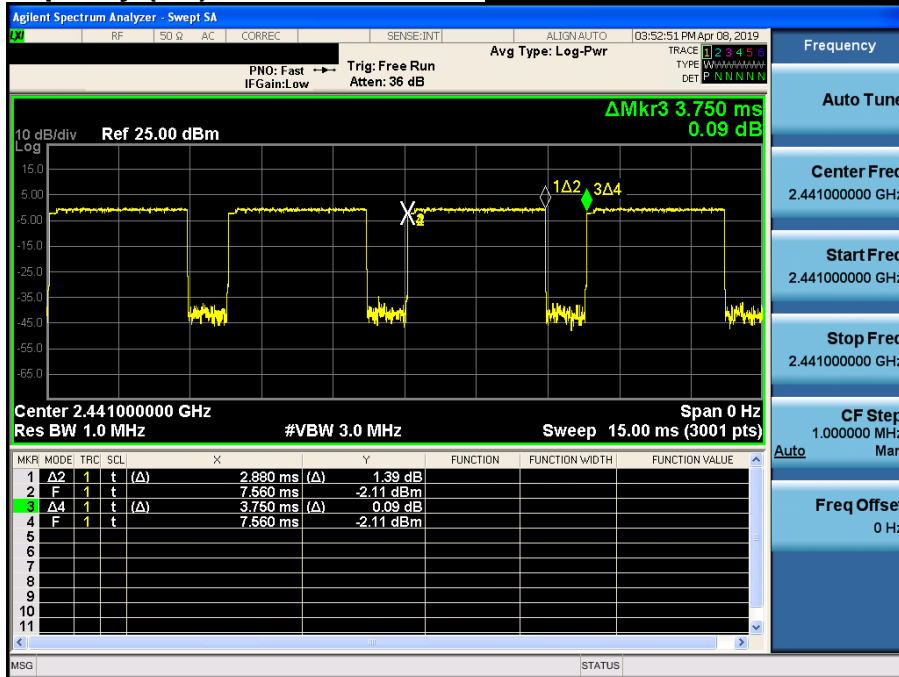 Agilent Spectrum Analyzer - Swept SA
LXI RF 50 Ω AC CORREC SENSE:INT ALIGN AUTO 03:52:51 PM Apr 08, 2019
Avg Type: Log-Pwr TRACE 1 2 3 4 5 6
PNO: Fast Trig: Free Run TYPE WWWWWW
IFGain:Low Atten: 36 dB DET P N N N N N
ΔMkr3 3.750 ms
0.09 dB
10 dB/div Ref 25.00 dBm
Log
15.0
5.00
-5.00
-15.0
-25.0
-35.0
-45.0
-55.0
-65.0
1Δ2 3Δ4
X2
Center 2.441000000 GHz Span 0 Hz
Res BW 1.0 MHz #VBW 3.0 MHz Sweep 15.00 ms (3001 pts)
MKR MODE TRC SCL X Y FUNCTION FUNCTION WIDTH FUNCTION VALUE
1 Δ2 1 t (Δ) 2.880 ms (Δ) 1.39 dB
2 F 1 t 7.560 ms -2.11 dBm
3 Δ4 1 t (Δ) 3.750 ms (Δ) 0.09 dB
4 F 1 t 7.560 ms -2.11 dBm
5
6
7
8
9
10
11
MSG STATUS
Frequency
Auto Tune
Center Freq
2.441000000 GHz
Start Freq
2.441000000 GHz
Stop Freq
2.441000000 GHz
CF Step
1.000000 MHz
Auto Man
Freq Offset
0 Hz